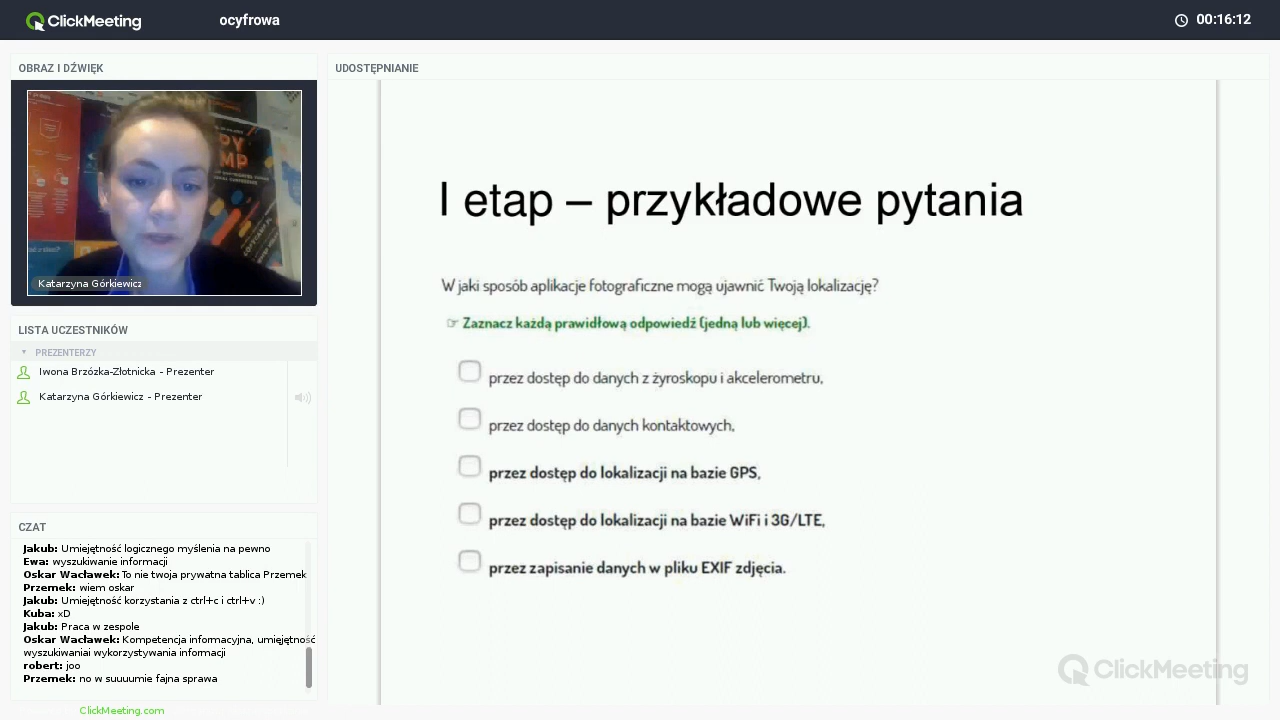 ClickMeeting
ocyfrowa
00:16:12
OBRAZ I DŹWIĘK
Katarzyna Górkiewicz
LISTA UCZESTNIKÓW
PREZENTERZY
Iwona Brzózka-Złotnicka - Prezenter
Katarzyna Górkiewicz - Prezenter
CZAT
Jakub: Umiejętność logicznego myślenia na pewno
Ewa: wyszukiwanie informacji
Oskar Wacławek: To nie twoja prywatna tablica Przemek
Przemek: wiem oskar
Jakub: Umiejętność korzystania z ctrl+c i ctrl+v :)
Kuba: xD
Jakub: Praca w zespole
Oskar Wacławek: Kompetencja informacyjna, umięjętność
wyszukiwaniai wykorzystywania informacji
robert: joo
Przemek: no w suuuumie fajna sprawa
ClickMeeting.com
UDOSTĘPNIANIE
I etap – przykładowe pytania
W jaki sposób aplikacje fotograficzne mogą ujawnić Twoją lokalizację?
☞ Zaznacz każdą prawidłową odpowiedź (jedną lub więcej).
przez dostęp do danych z żyroskopu i akcelerometru,
przez dostęp do danych kontaktowych,
przez dostęp do lokalizacji na bazie GPS,
przez dostęp do lokalizacji na bazie WiFi i 3G/LTE,
przez zapisanie danych w pliku EXIF zdjęcia.
ClickMeeting